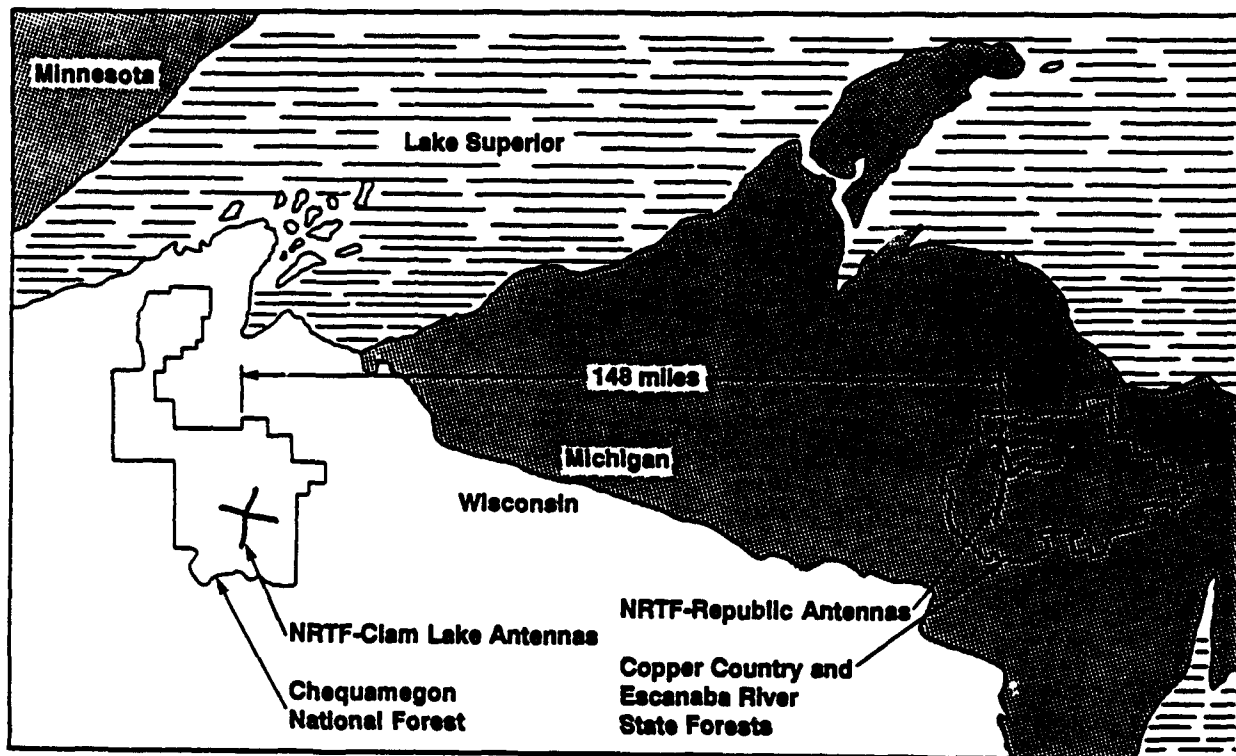 Minnesota
Lake Superior
148 miles
Michigan
Wisconsin
NRTF-Republic Antennas
NRTF-Clam Lake Antennas
Copper Country and
Escanaba River
State Forests
Chequamegon
National Forest